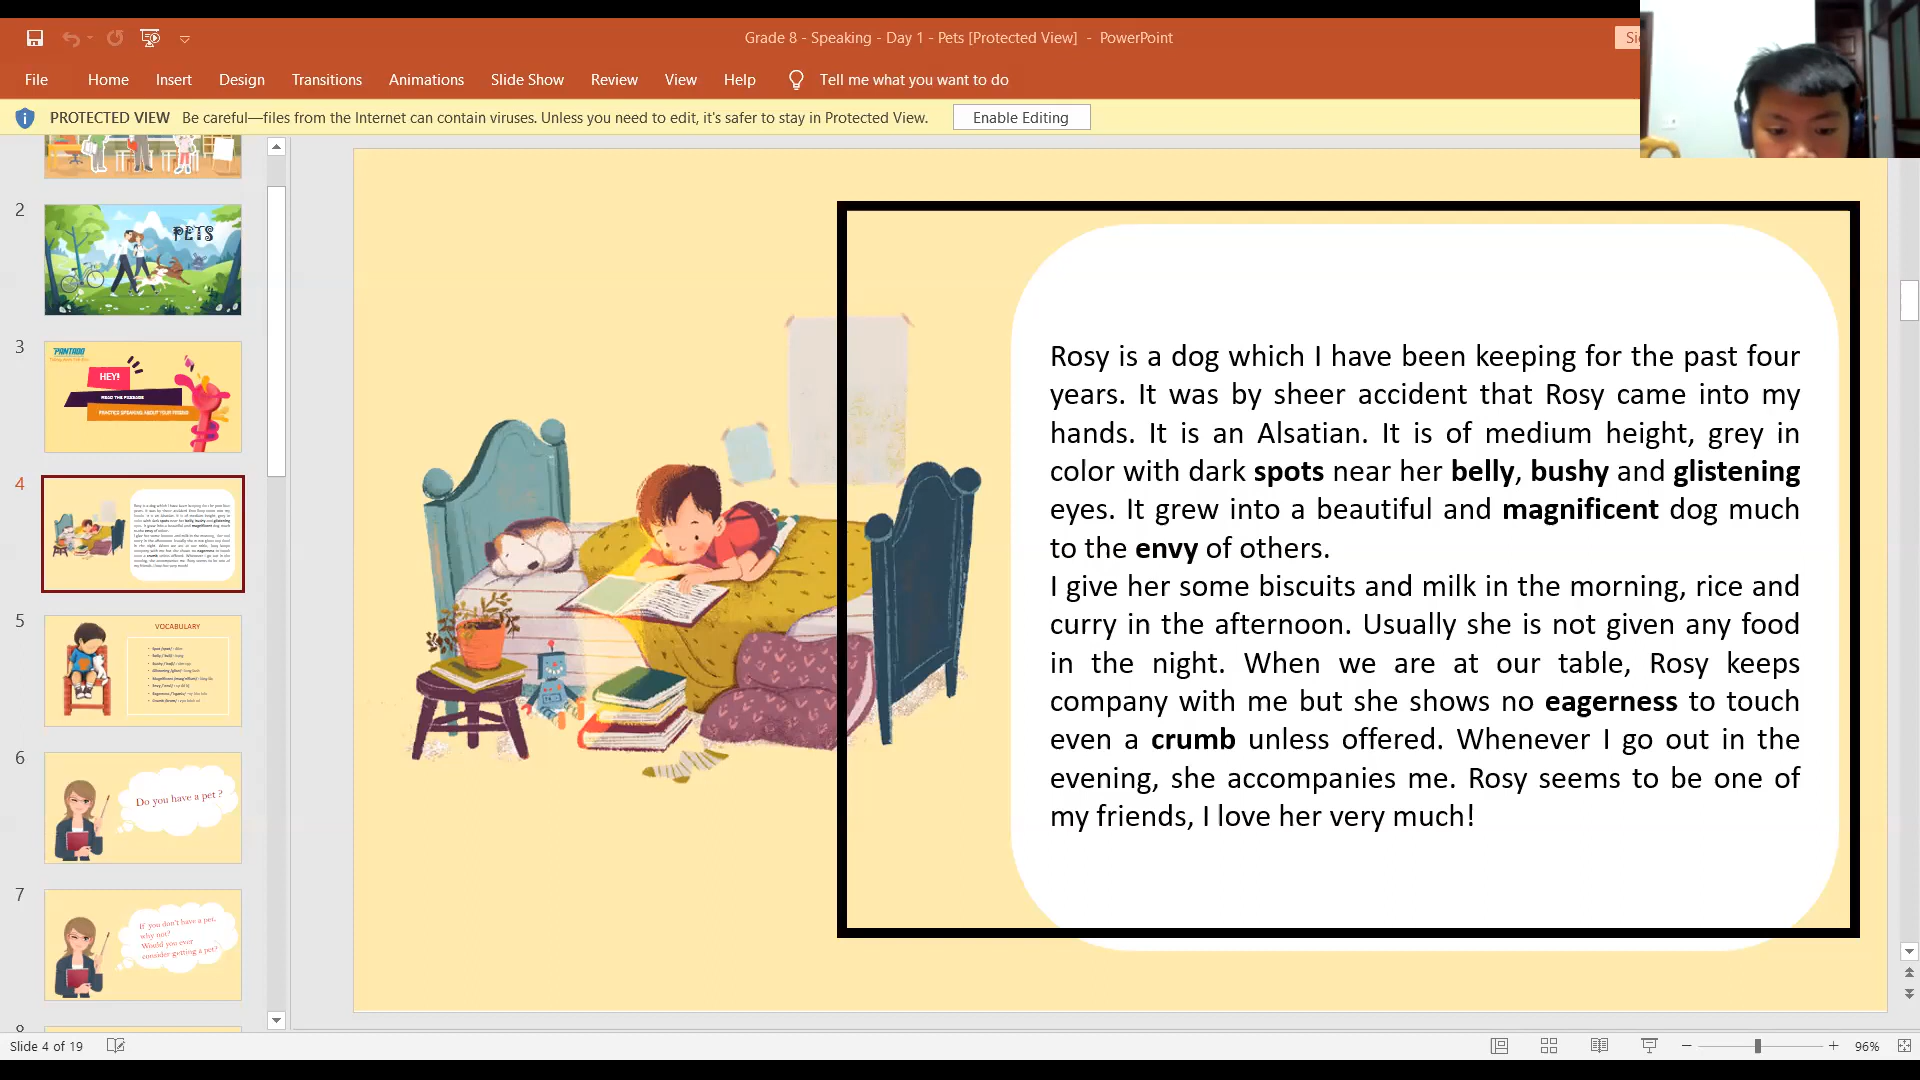 Grade 8 - Speaking - Day 1 - Pets [Protected View] - PowerPoint
File Home Insert Design Transitions Animations Slide Show Review View Help Tell me what you want to do
PROTECTED VIEW Be careful—files from the Internet can contain viruses. Unless you need to edit, it's safer to stay in Protected View. Enable Editing
2
PETS
3
PANTADO
HEY!
READ THE PASSAGE
PRACTICE SPEAKING ABOUT YOUR FRIEND
4
5
VOCABULARY
6
Do you have a pet ?
7
If you don't have a pet,
why not?
Would you ever
consider getting a pet?
8
Rosy is a dog which I have been keeping for the past four
years. It was by sheer accident that Rosy came into my
hands. It is an Alsatian. It is of medium height, grey in
color with dark spots near her belly, bushy and glistening
eyes. It grew into a beautiful and magnificent dog much
to the envy of others.
I give her some biscuits and milk in the morning, rice and
curry in the afternoon. Usually she is not given any food
in the night. When we are at our table, Rosy keeps
company with me but she shows no eagerness to touch
even a crumb unless offered. Whenever I go out in the
evening, she accompanies me. Rosy seems to be one of
my friends, I love her very much!
Slide 4 of 19
96%